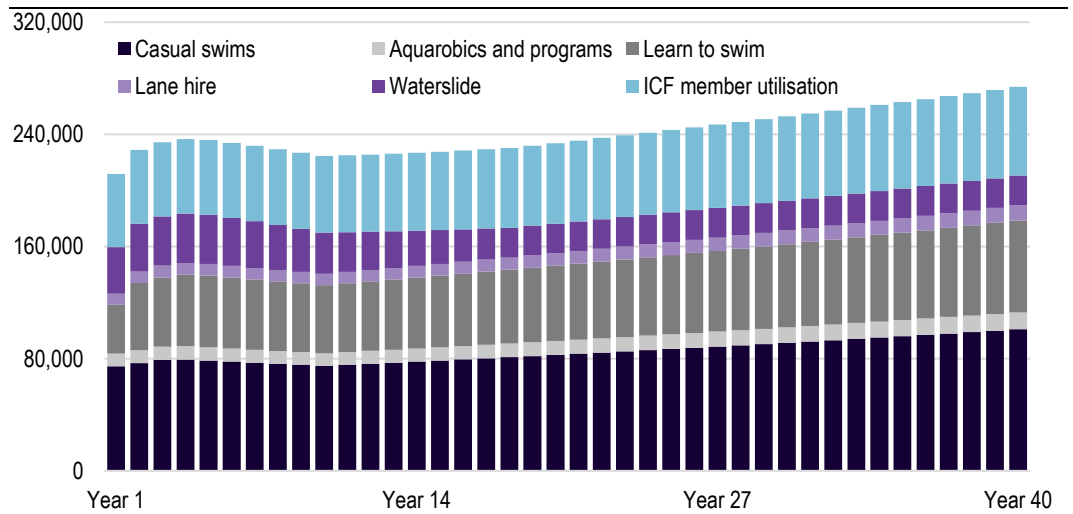 320,000
Casual swims Aquarobics and programs Learn to swim
Lane hire Waterslide ICF member utilisation
240,000
160,000
80,000
0
Year 1 Year 14 Year 27 Year 40